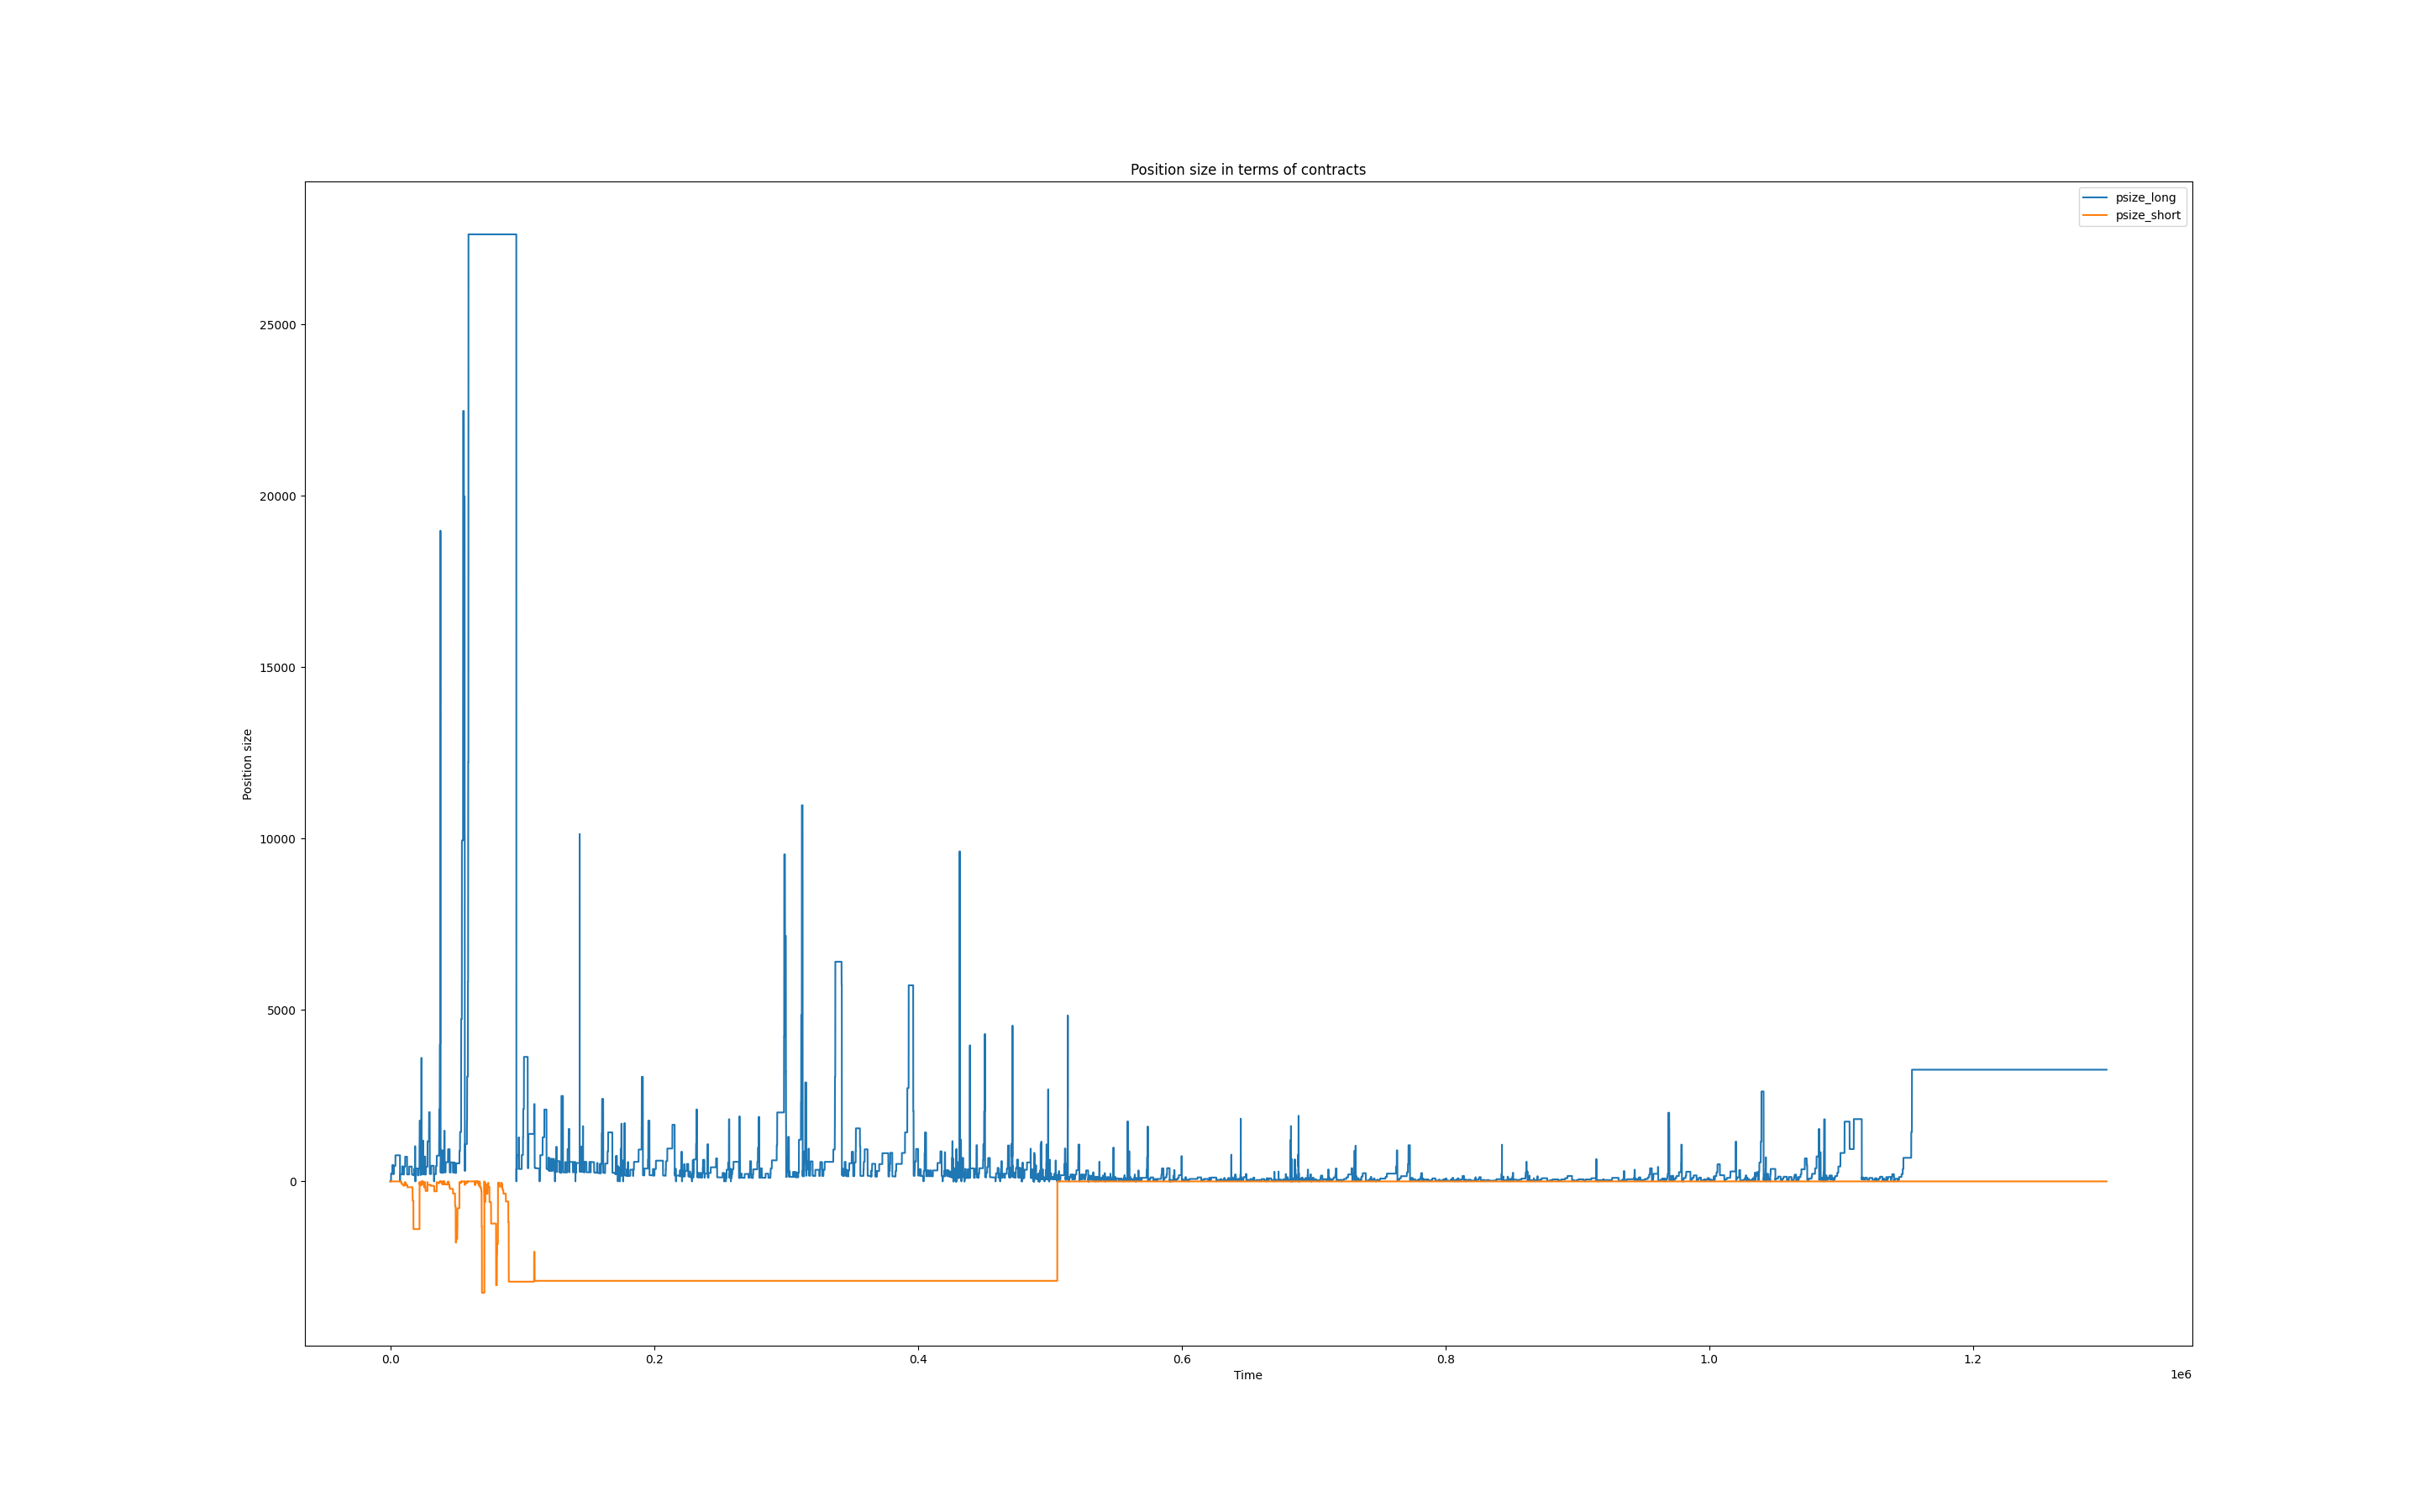 Position size in terms of contracts
psize_long
psize_short
25000
20000
15000
10000
5000
0
Position size
0.0
0.2
0.4
0.6
0.8
1.0
1.2
Time
1e6